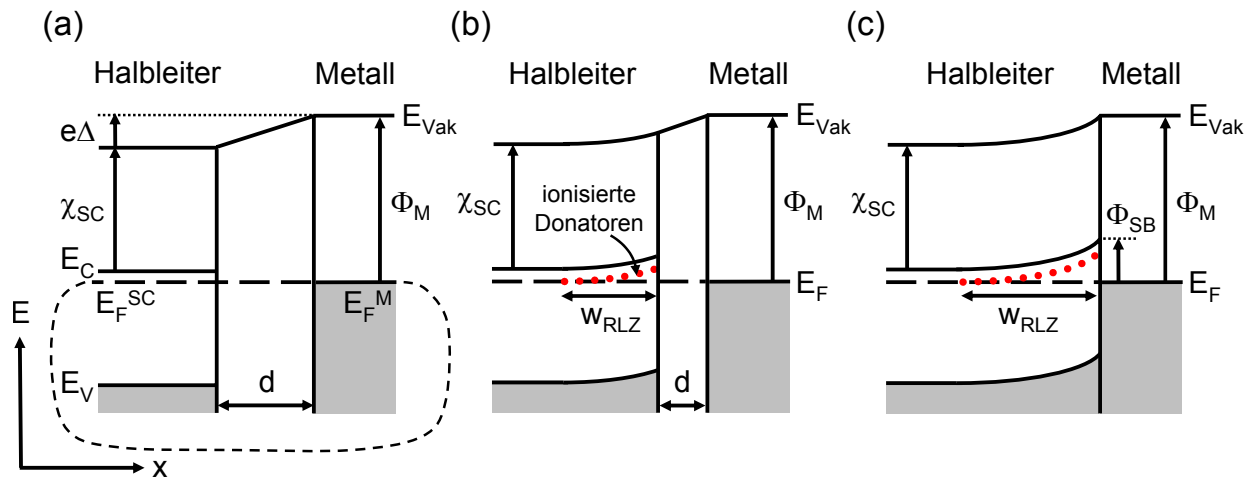 (a)
Halbleiter Metall
E_Vak
eΔ
χ_SC
Φ_M
E_C
E_F^SC E_F^M
E
E_V
d
x
(b)
Halbleiter Metall
E_Vak
χ_SC
ionisierte
Donatoren
Φ_M
E_F
w_RLZ
d
(c)
Halbleiter Metall
E_Vak
χ_SC
Φ_SB
Φ_M
E_F
w_RLZ